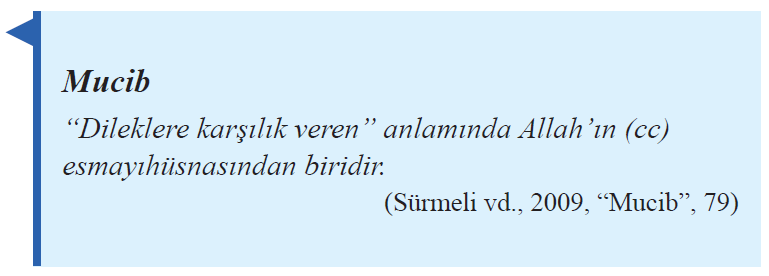 Mucib
“Dileklere karşılık veren” anlamında Allah’ın (cc)
esmayıhüsnasından biridir.
(Sürmeli vd., 2009, “Mucib”, 79)